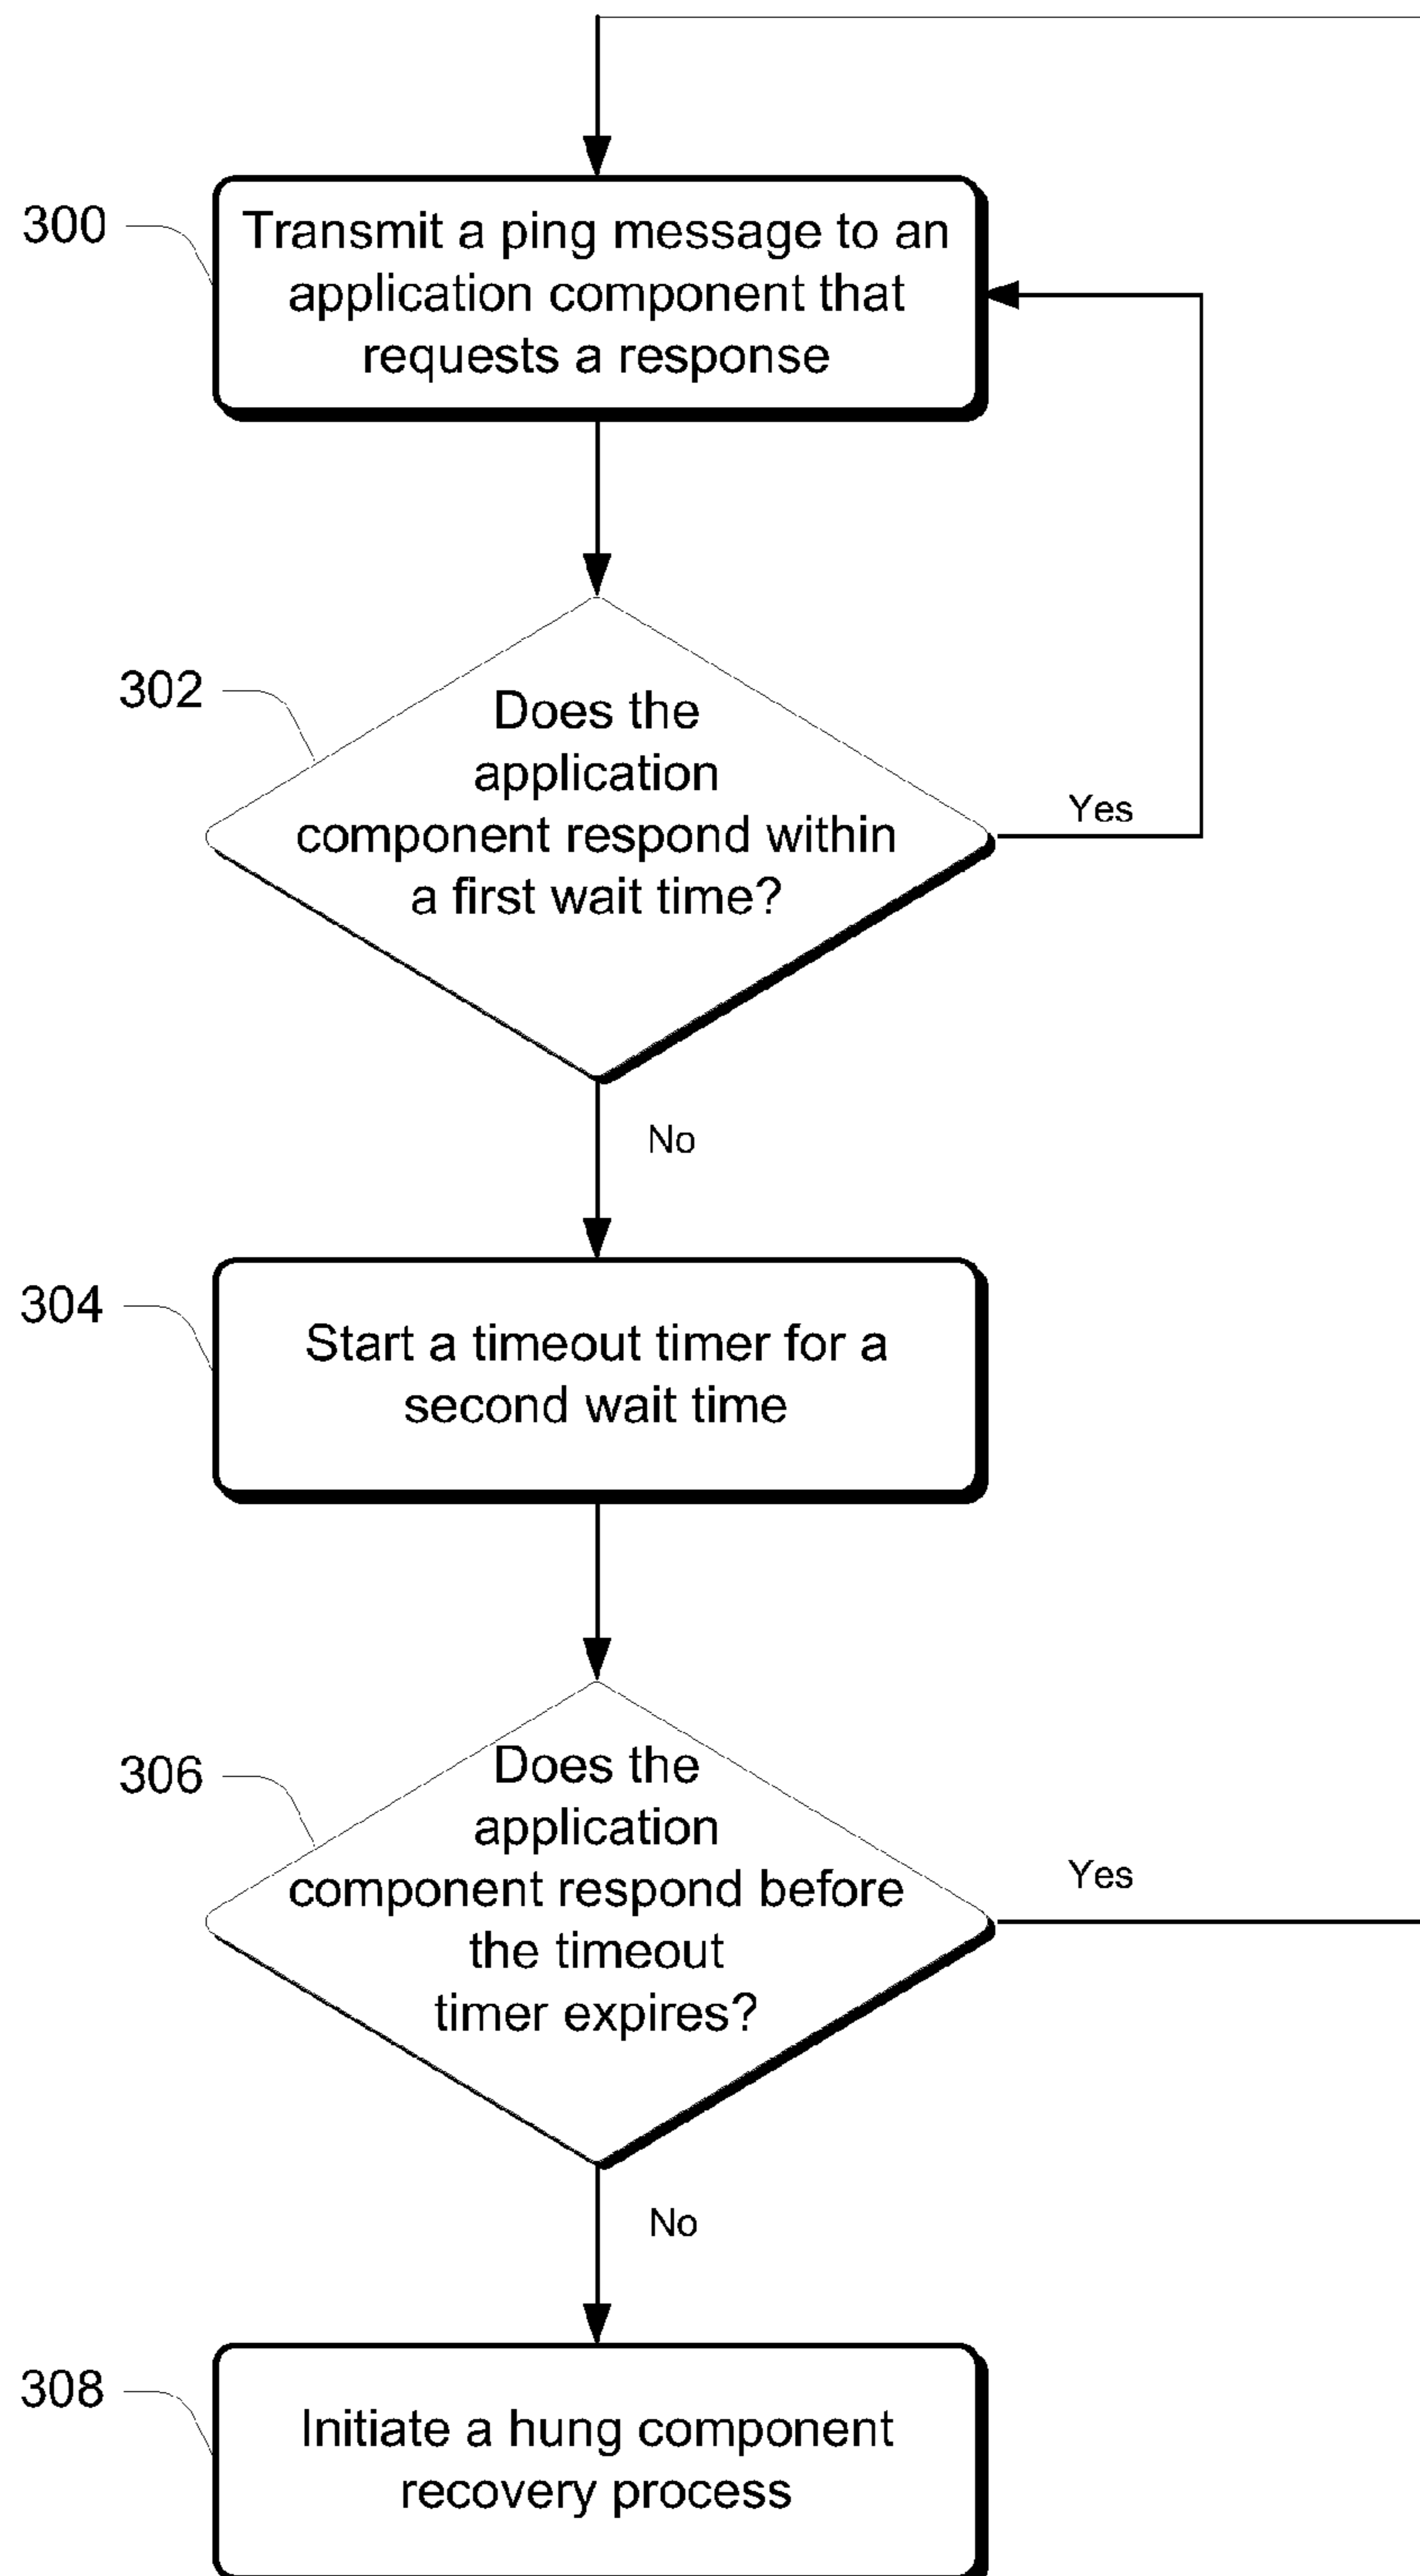 300
Transmit a ping message to an
application component that
requests a response
302
Does the
application
component respond within
a first wait time?
Yes
No
304
Start a timeout timer for a
second wait time
306
Does the
application
component respond before
the timeout
timer expires?
Yes
No
308
Initiate a hung component
recovery process